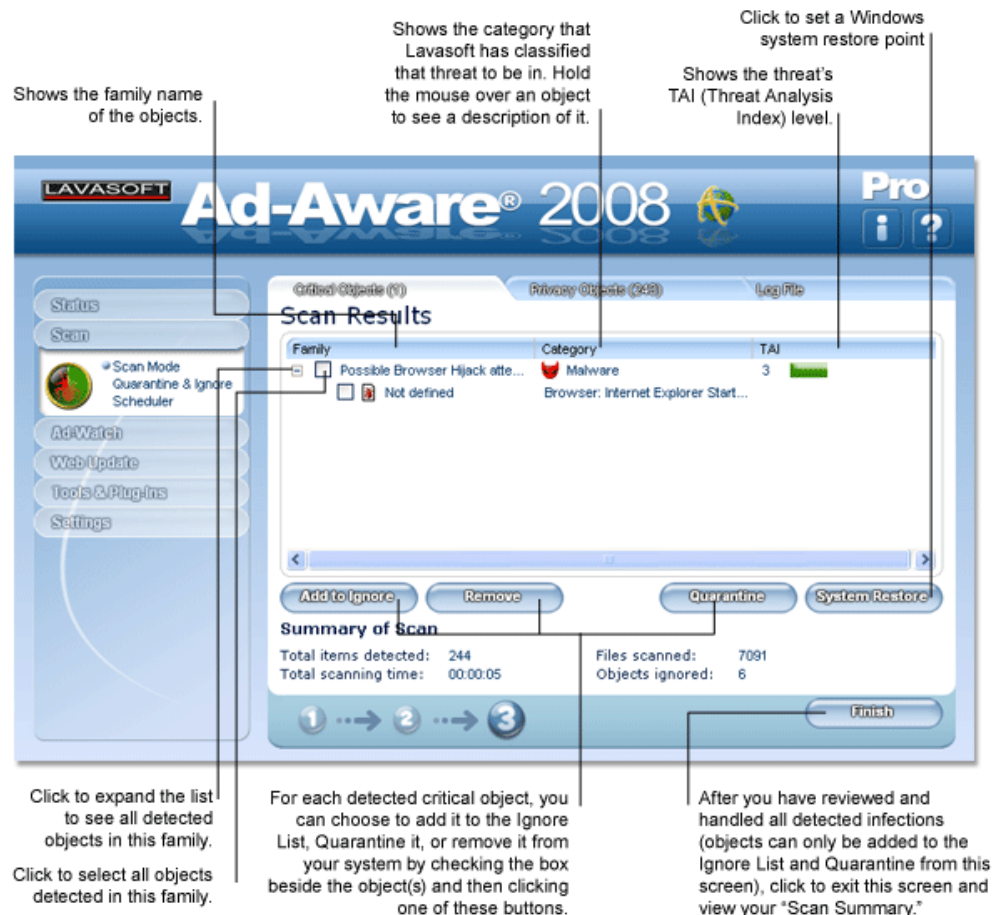 Click to set a Windows
system restore point
Shows the category that
Lavasoft has classified
that threat to be in. Hold
the mouse over an object
to see a description of it.
Shows the threat's
TAI (Threat Analysis
Index) level.
Shows the family name
of the objects.
LAVASOFT
Ad-Aware® 2008
Pro
i ?
Critical Objects (1) Privacy Objects (243) Log File
Status
Scan
Scan Mode
Quarantine & Ignore
Scheduler
Ad-Watch
Web Update
Tools & Plug-Ins
Settings
Scan Results
Family Category TAI
Possible Browser Hijack atte... Malware 3
Not defined Browser: Internet Explorer Start...
Add to Ignore Remove Quarantine System Restore
Summary of Scan
Total items detected: 244 Files scanned: 7091
Total scanning time: 00:00:05 Objects ignored: 6
1 2 3
Finish
Click to expand the list
to see all detected
objects in this family.
Click to select all objects
detected in this family.
For each detected critical object, you
can choose to add it to the Ignore
List, Quarantine it, or remove it from
your system by checking the box
beside the object(s) and then clicking
one of these buttons.
After you have reviewed and
handled all detected infections
(objects can only be added to the
Ignore List and Quarantine from this
screen), click to exit this screen and
view your "Scan Summary."